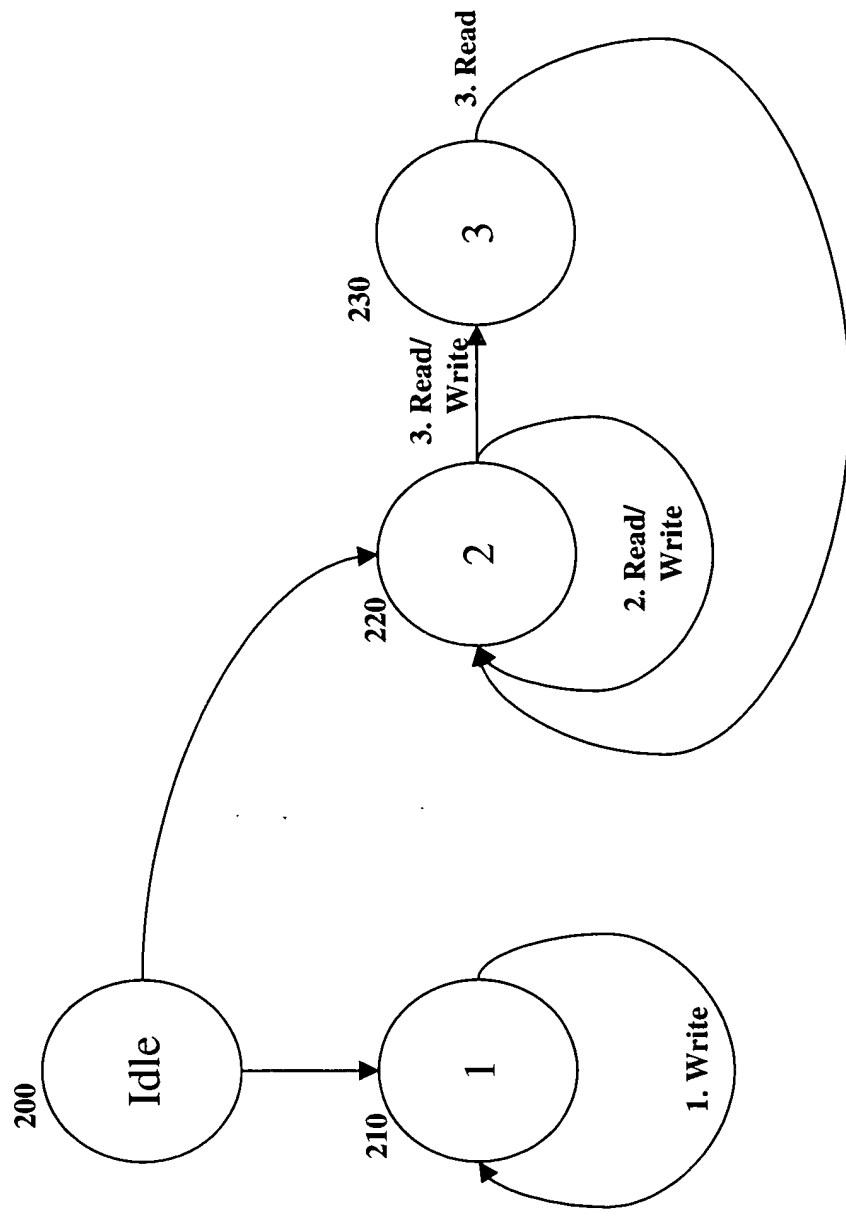 200
Idle
210
1
1. Write
220
2
2. Read/
Write
3. Read/
Write
230
3
3. Read